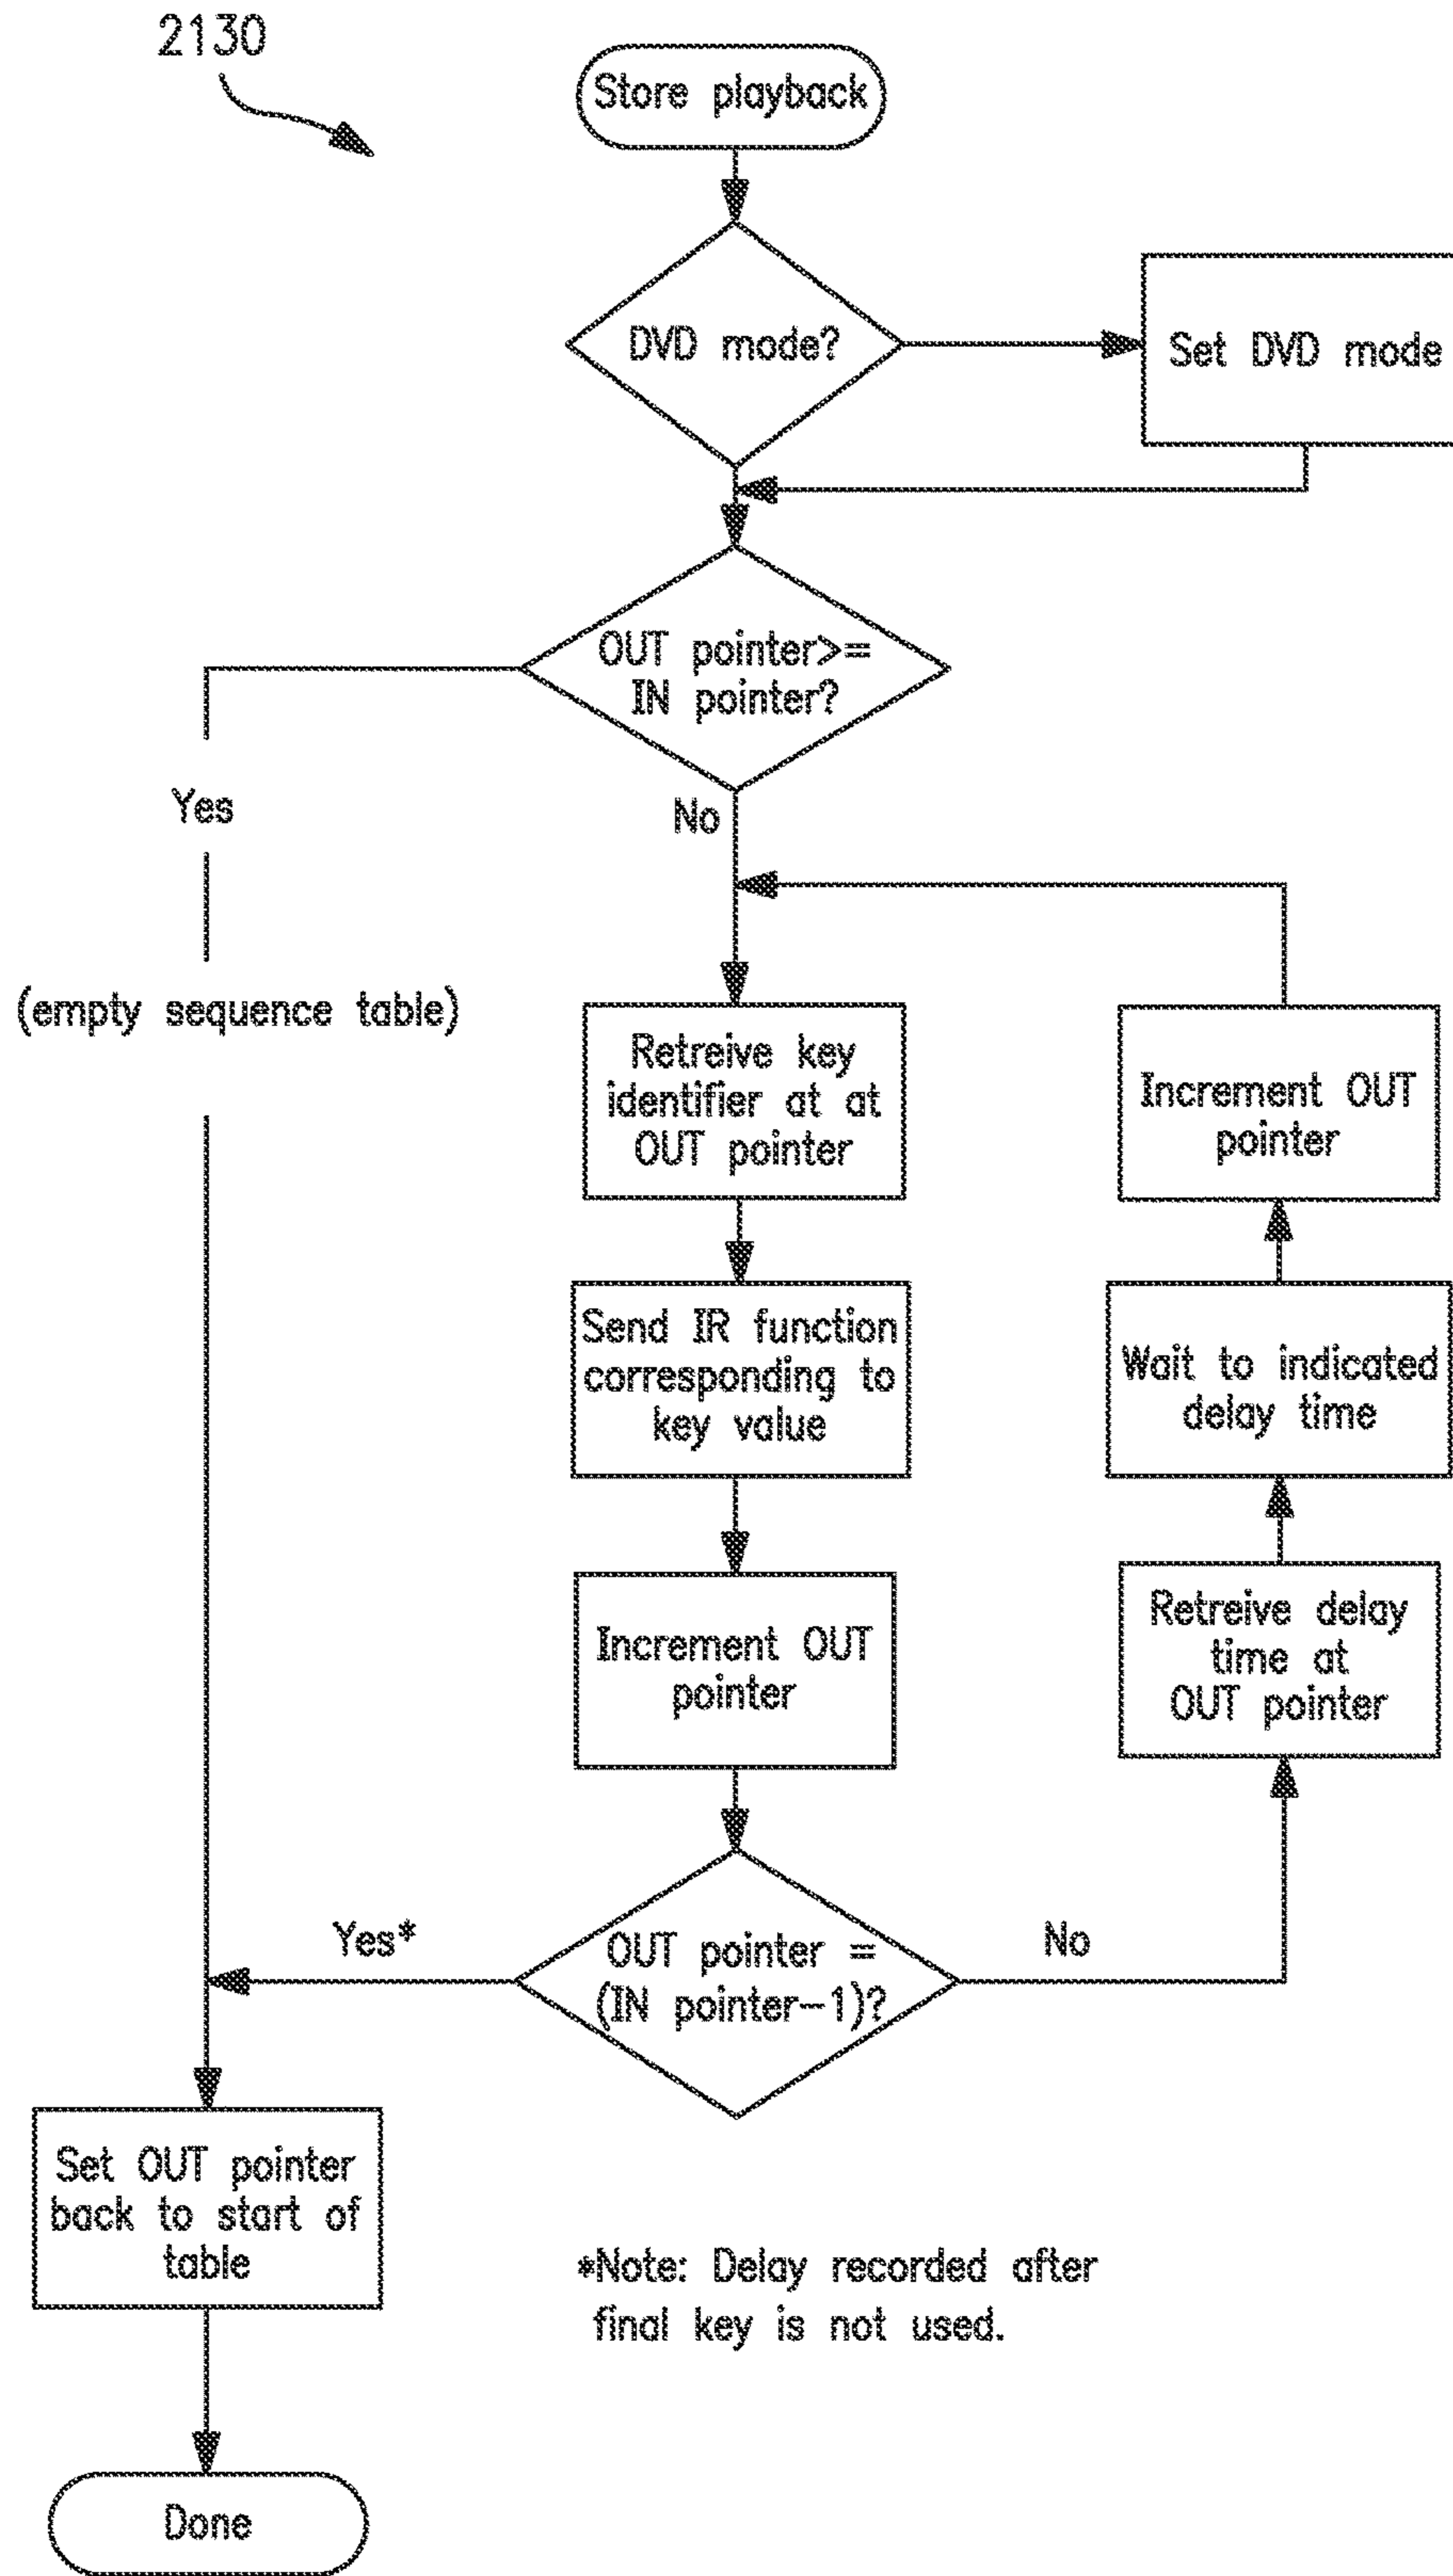 2130
Store playback
DVD mode?
Set DVD mode
OUT pointer>=
IN pointer?
Yes
No
(empty sequence table)
Retreive key
identifier at at
OUT pointer
Increment OUT
pointer
Send IR function
corresponding to
key value
Wait to indicated
delay time
Increment OUT
pointer
Retreive delay
time at
OUT pointer
Yes*
OUT pointer =
(IN pointer-1)?
No
Set OUT pointer
back to start of
table
*Note: Delay recorded after
final key is not used.
Done